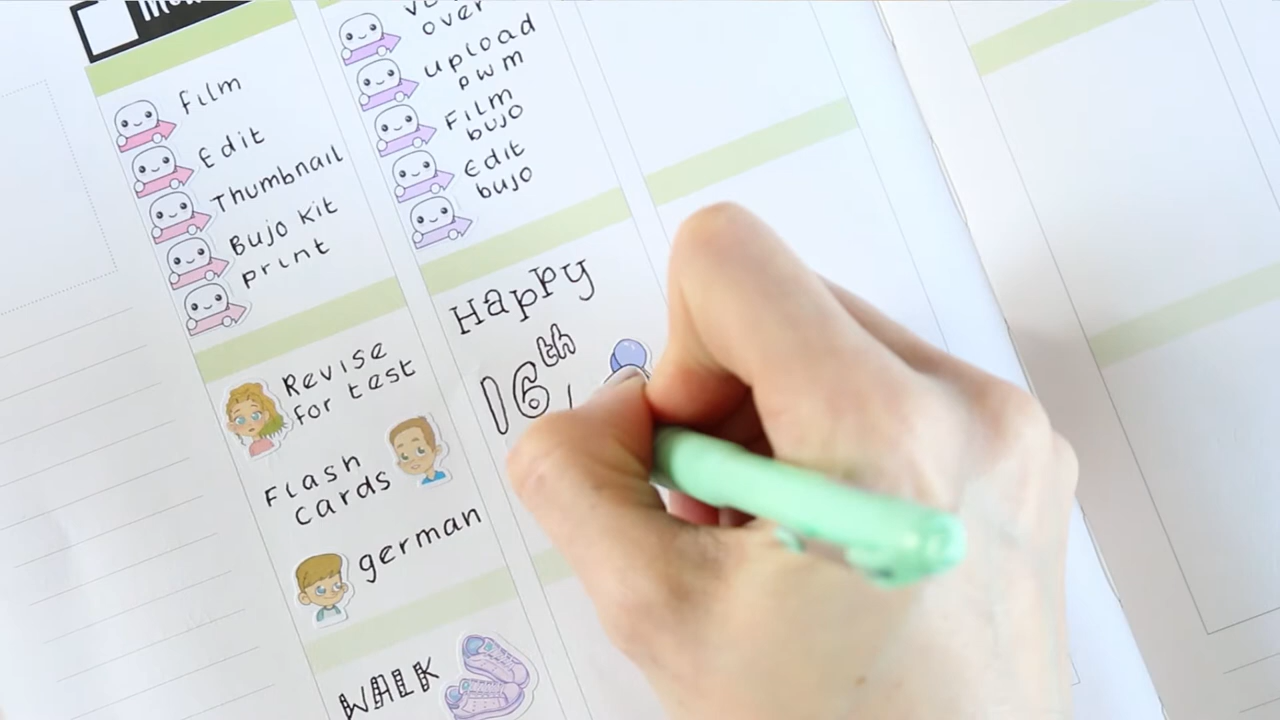 Film
Edit
Thumbnail
Bujo Kit
print
Revise
for test
Flash
cards
german
WALK
over
upload
pwm
Film
bujo
Edit
bujo
Happy
16th